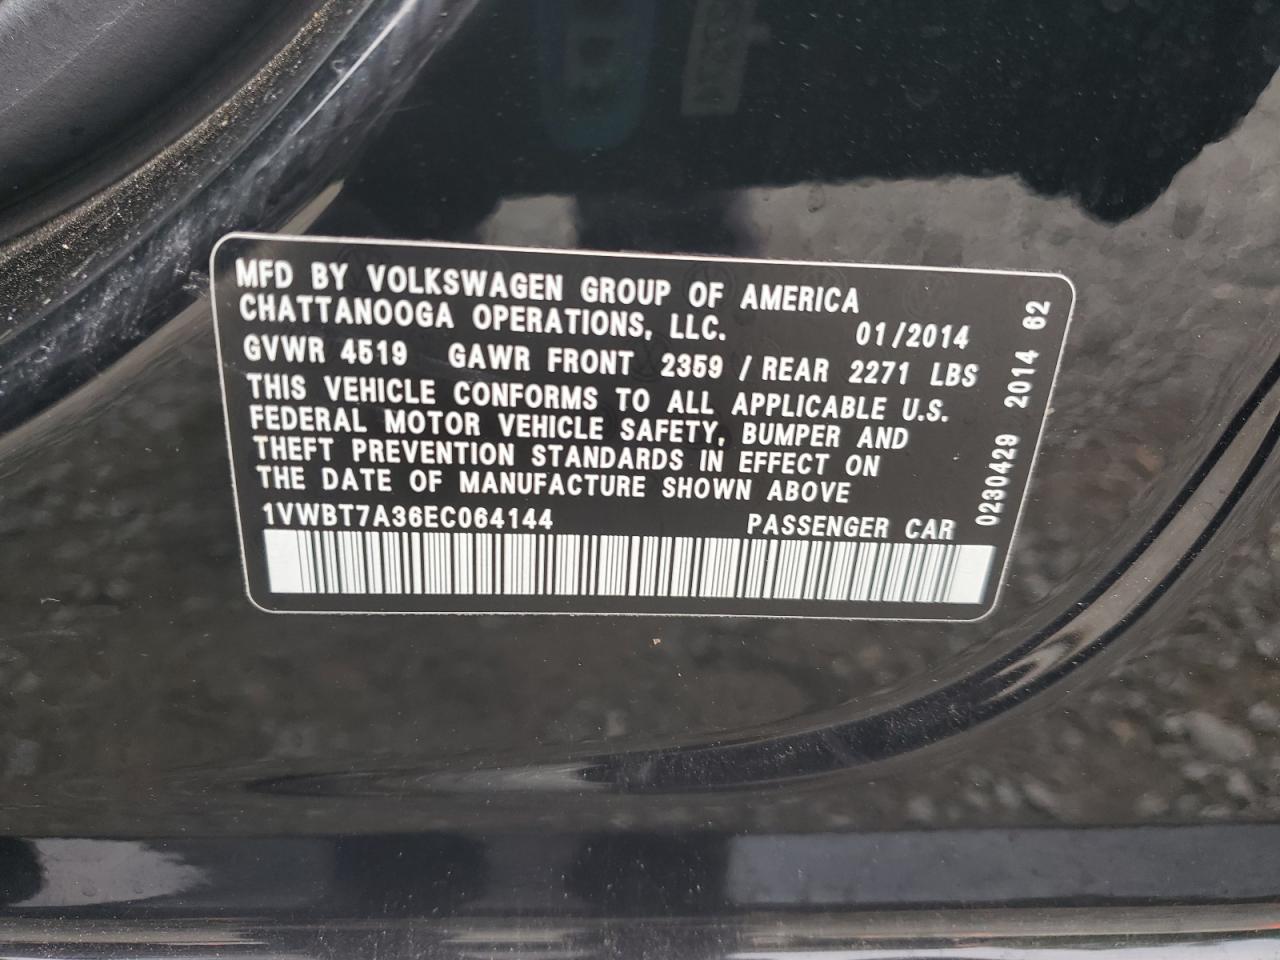 MFD BY VOLKSWAGEN GROUP OF AMERICA
CHATTANOOGA OPERATIONS, LLC. 01/2014
GVWR 4519 GAWR FRONT 2359 / REAR 2271 LBS
THIS VEHICLE CONFORMS TO ALL APPLICABLE U.S.
FEDERAL MOTOR VEHICLE SAFETY, BUMPER AND
THEFT PREVENTION STANDARDS IN EFFECT ON
THE DATE OF MANUFACTURE SHOWN ABOVE
1VWBT7A36EC064144 PASSENGER CAR
0230429 2014 62